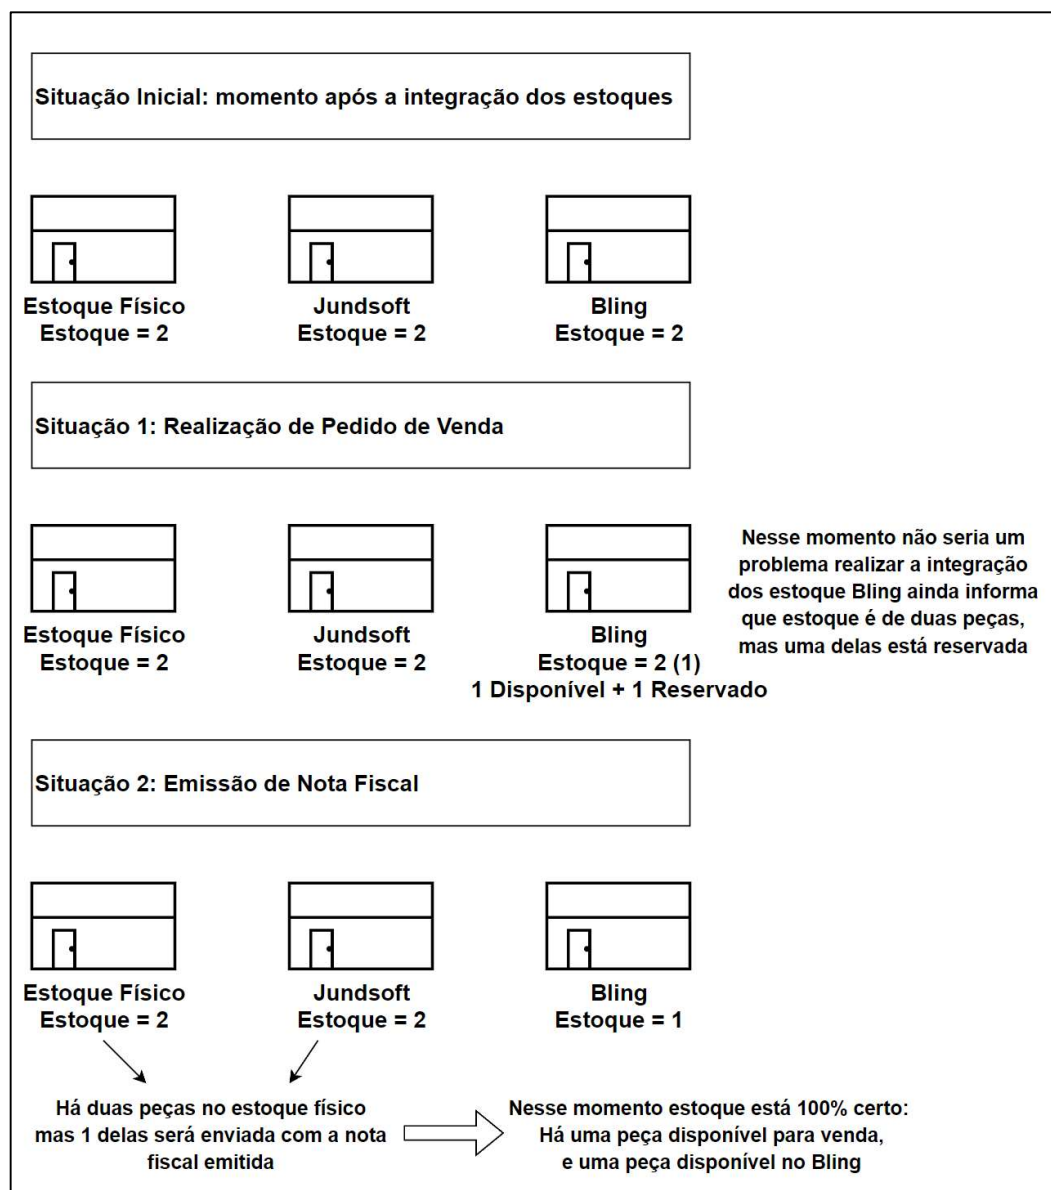 Situação Inicial: momento após a integração dos estoques
Estoque Físico
Estoque = 2
Jundsoft
Estoque = 2
Bling
Estoque = 2
Situação 1: Realização de Pedido de Venda
Estoque Físico
Estoque = 2
Jundsoft
Estoque = 2
Bling
Estoque = 2 (1)
1 Disponível + 1 Reservado
Nesse momento não seria um
problema realizar a integração
dos estoque Bling ainda informa
que estoque é de duas peças,
mas uma delas está reservada
Situação 2: Emissão de Nota Fiscal
Estoque Físico
Estoque = 2
Jundsoft
Estoque = 2
Bling
Estoque = 1
Há duas peças no estoque físico
mas 1 delas será enviada com a nota
fiscal emitida
Nesse momento estoque está 100% certo:
Há uma peça disponível para venda,
e uma peça disponível no Bling